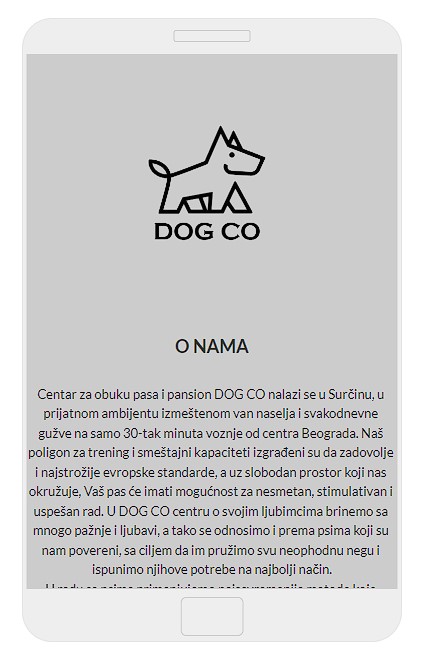 DOG CO
O NAMA
Centar za obuku pasa i pansion DOG CO nalazi se u Surčinu, u
prijatnom ambijentu izmeštenom van naselja i svakodnevne
gužve na samo 30-tak minuta voznje od centra Beograda. Naš
poligon za trening i smeštajni kapaciteti izgrađeni su da zadovolje
i najstrožije evropske standarde, a uz slobodan prostor koji nas
okružuje, Vaš pas će imati mogućnost za nesmetan, stimulativan i
uspešan rad. U DOG CO centru o svojim ljubimcima brinemo sa
mnogo pažnje i ljubavi, a tako se odnosimo i prema psima koji su
nam povereni, sa ciljem da im pružimo svu neophodnu negu i
ispunimo njihove potrebe na najbolji način.